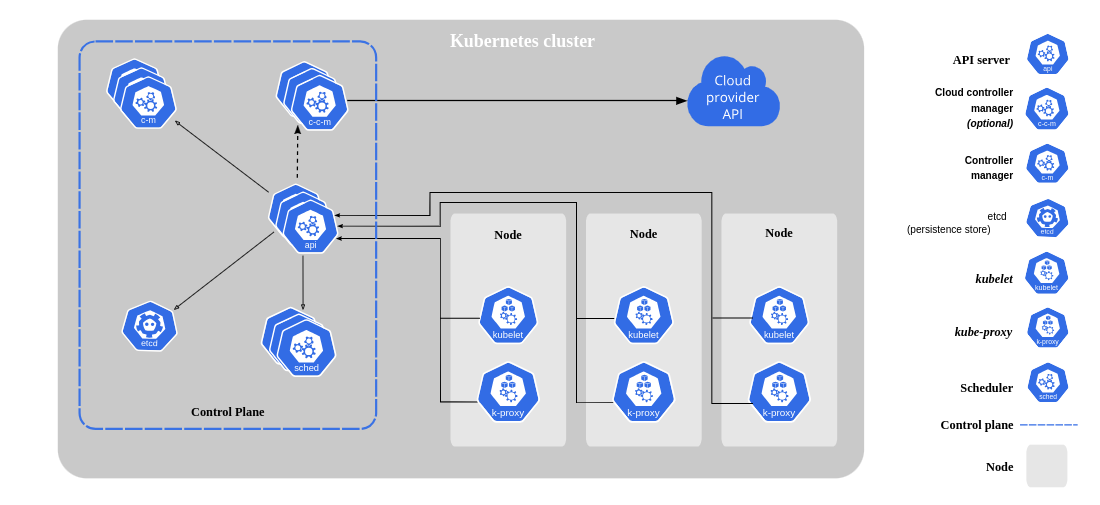 Kubernetes cluster
c-m
c-c-m
Cloud
provider
API
api
etcd
sched
Control Plane
Node
kubelet
k-proxy
Node
kubelet
k-proxy
Node
kubelet
k-proxy
API server
api
Cloud controller
manager
(optional)
c-c-m
Controller
manager
c-m
etcd
(persistence store)
etcd
kubelet
kubelet
kube-proxy
k-proxy
Scheduler
sched
Control plane
Node